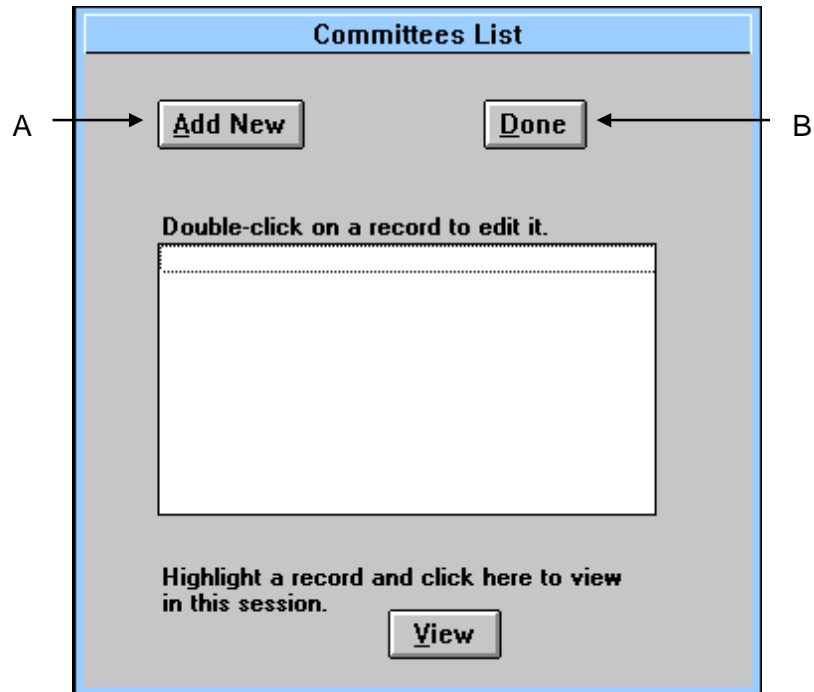 Committees List
A Add New Done B
Double-click on a record to edit it.
Highlight a record and click here to view
in this session.
View